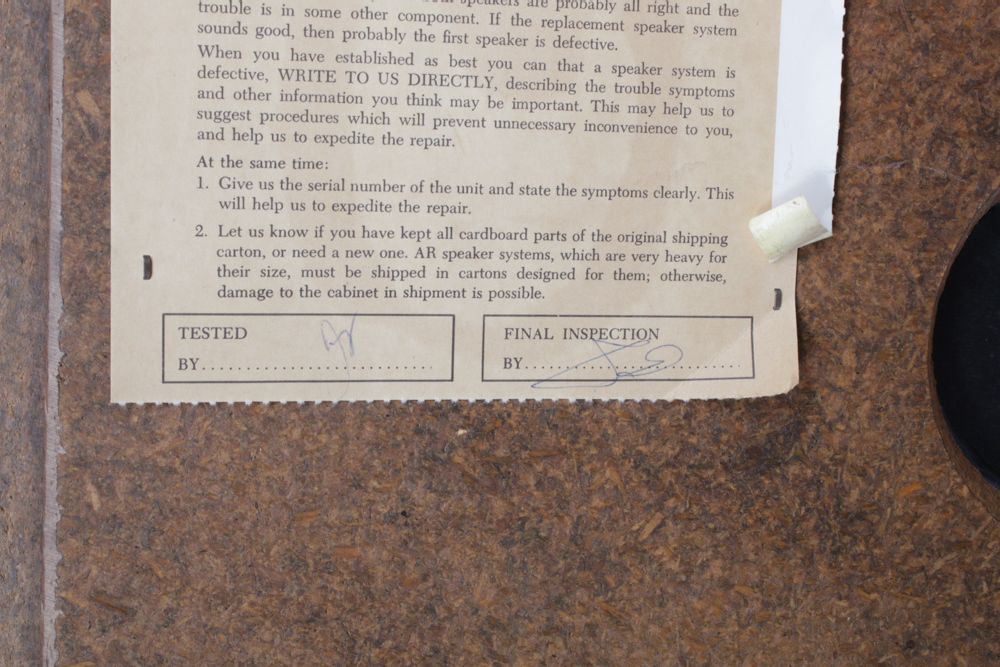 speakers are probably all right and the
trouble is in some other component. If the replacement speaker system
sounds good, then probably the first speaker is defective.
When you have established as best you can that a speaker system is
defective, WRITE TO US DIRECTLY, describing the trouble symptoms
and other information you think may be important. This may help us to
suggest procedures which will prevent unnecessary inconvenience to you,
and help us to expedite the repair.
At the same time:
1. Give us the serial number of the unit and state the symptoms clearly. This
will help us to expedite the repair.
2. Let us know if you have kept all cardboard parts of the original shipping
carton, or need a new one. AR speaker systems, which are very heavy for
their size, must be shipped in cartons designed for them; otherwise,
damage to the cabinet in shipment is possible.
TESTED
BY..............................
FINAL INSPECTION
BY..............................